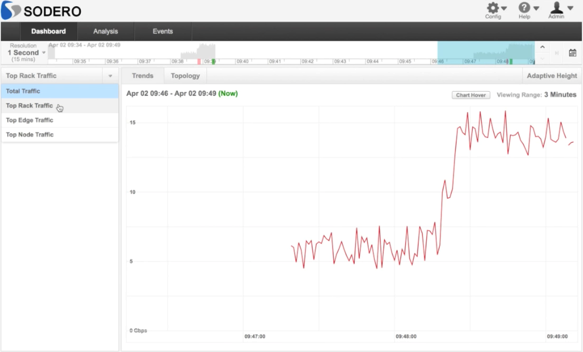 SODERO
Config
Help
Admin
Dashboard Analysis Events
Resolution
1 Second
(15 mins)
Apr 02 09:34 - Apr 02 09:49
09:35 09:36 09:37 09:38 09:39 09:40 09:41 09:42 09:43 09:44 09:45 09:46 09:47 09:48
Top Rack Traffic
Trends Topology Adaptive Height
Total Traffic
Top Rack Traffic
Top Edge Traffic
Top Node Traffic
Apr 02 09:46 - Apr 02 09:49 (Now)
Chart Hover
Viewing Range: 3 Minutes
15
10
5
0 Gbps
09:47:00 09:48:00 09:49:00